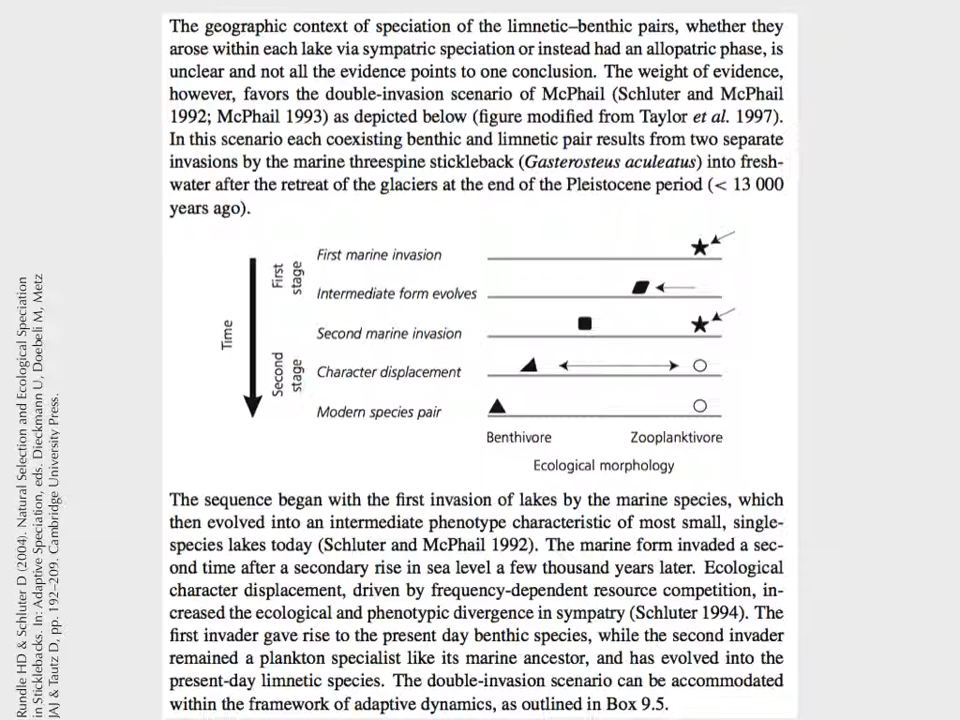 The geographic context of speciation of the limnetic–benthic pairs, whether they
arose within each lake via sympatric speciation or instead had an allopatric phase, is
unclear and not all the evidence points to one conclusion. The weight of evidence,
however, favors the double-invasion scenario of McPhail (Schluter and McPhail
1992; McPhail 1993) as depicted below (figure modified from Taylor et al. 1997).
In this scenario each coexisting benthic and limnetic pair results from two separate
invasions by the marine threespine stickleback (Gasterosteus aculeatus) into fresh-
water after the retreat of the glaciers at the end of the Pleistocene period (< 13 000
years ago).
Time
First
stage
Second
stage
First marine invasion
Intermediate form evolves
Second marine invasion
Character displacement
Modern species pair
Benthivore
Zooplanktivore
Ecological morphology
The sequence began with the first invasion of lakes by the marine species, which
then evolved into an intermediate phenotype characteristic of most small, single-
species lakes today (Schluter and McPhail 1992). The marine form invaded a sec-
ond time after a secondary rise in sea level a few thousand years later. Ecological
character displacement, driven by frequency-dependent resource competition, in-
creased the ecological and phenotypic divergence in sympatry (Schluter 1994). The
first invader gave rise to the present day benthic species, while the second invader
remained a plankton specialist like its marine ancestor, and has evolved into the
present-day limnetic species. The double-invasion scenario can be accommodated
within the framework of adaptive dynamics, as outlined in Box 9.5.
Rundle HD & Schluter D (2004). Natural Selection and Ecological Speciation
in Sticklebacks. In: Adaptive Speciation, eds. Dieckmann U, Doebeli M, Metz
JAJ & Tautz D, pp. 192–209. Cambridge University Press.